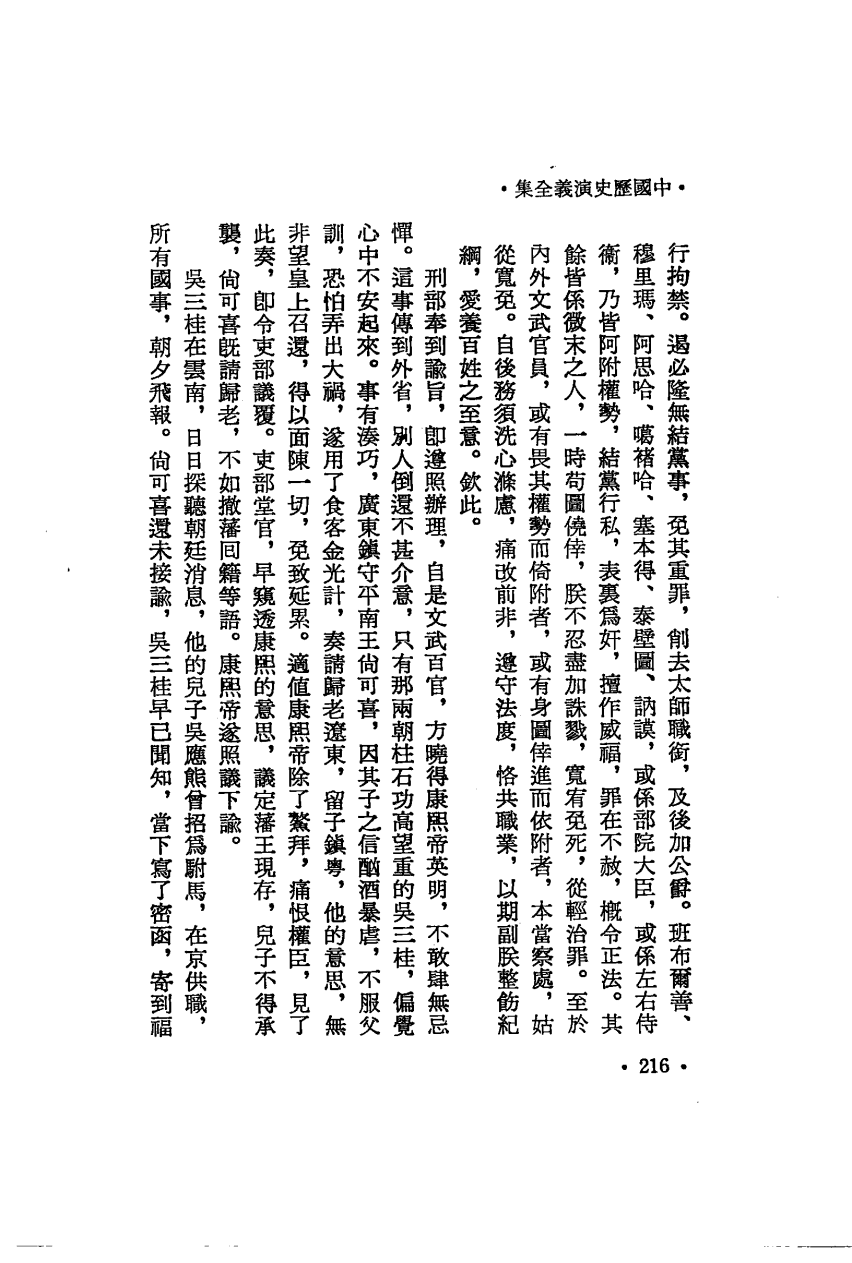 •中國歷史演義全集•
行拘禁。遏必隆無結黨事，免其重罪，削去太師職銜，及後加公爵。班布爾善、
穆里瑪、阿思哈、噶褚哈、塞本得、泰壁圖、訥謨，或係部院大臣，或係左右侍
衞，乃皆阿附權勢，結黨行私，表裏爲奸，擅作威福，罪在不赦，槪令正法。其
餘皆係微末之人，一時苟圖僥倖，朕不忍盡加誅戮，寬宥免死，從輕治罪。至於
內外文武官員，或有畏其權勢而倚附者，或有身圖倖進而依附者，本當察處，姑
從寬免。自後務須洗心滌慮，痛改前非，遵守法度，恪共職業，以期副朕整飭紀
綱，愛養百姓之至意。欽此。
刑部奉到諭旨，卽遵照辦理，自是文武百官，方曉得康熙帝英明，不敢肆無忌
憚。這事傳到外省，別人倒還不甚介意，只有那兩朝柱石功高望重的吳三桂，偏覺
心中不安起來。事有湊巧，廣東鎭守平南王尙可喜，因其子之信酗酒暴虐，不服父
訓，恐怕弄出大禍，遂用了食客金光計，奏請歸老遼東，留子鎭粵，他的意思，無
非望皇上召還，得以面陳一切，免致延累。適値康熙帝除了鰲拜，痛恨權臣，見了
此奏，卽令吏部議覆。吏部堂官，早窺透康熙的意思，議定藩王現存，兒子不得承
襲，尙可喜旣請歸老，不如撤藩回籍等語。康熙帝遂照議下諭。
吳三桂在雲南，日日探聽朝廷消息，他的兒子吳應熊曾招爲駙馬，在京供職，
所有國事，朝夕飛報。尙可喜還未接諭，吳三桂早已聞知，當下寫了密函，寄到福
•216•